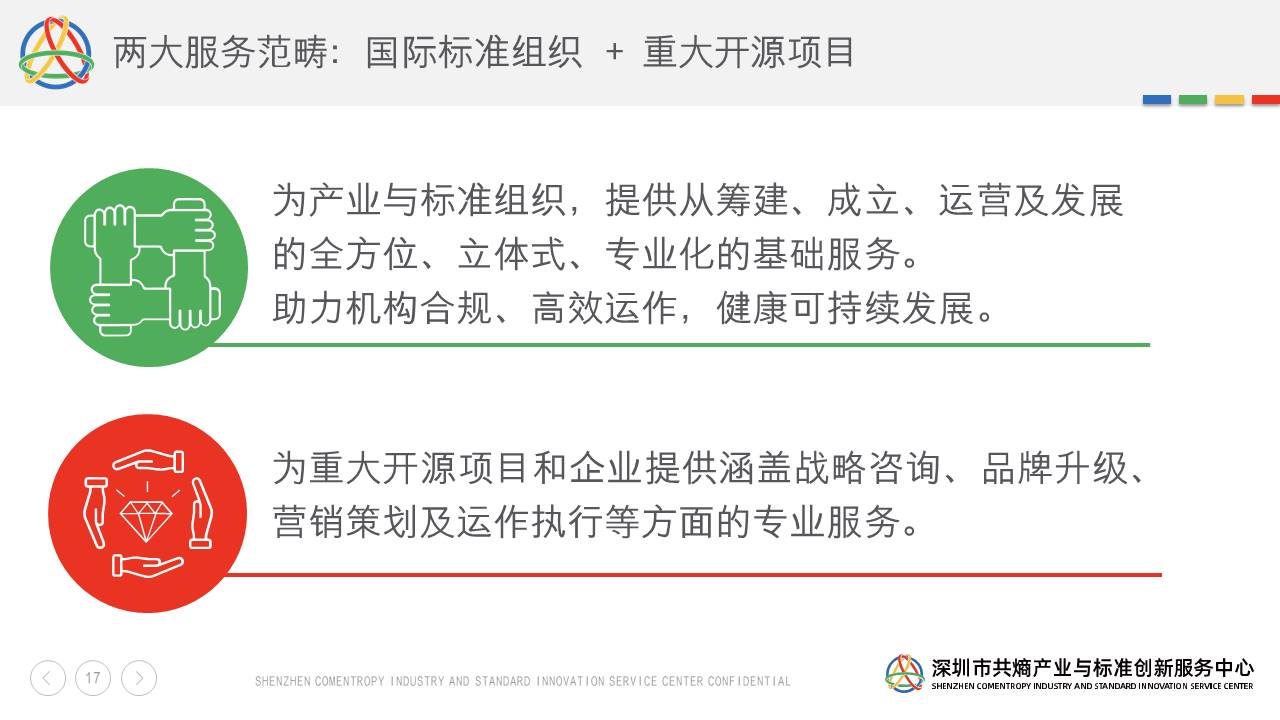 两大服务范畴：国际标准组织 + 重大开源项目
为产业与标准组织，提供从筹建、成立、运营及发展
的全方位、立体式、专业化的基础服务。
助力机构合规、高效运作，健康可持续发展。
为重大开源项目和企业提供涵盖战略咨询、品牌升级、
营销策划及运作执行等方面的专业服务。
17
SHENZHEN COMENTROPY INDUSTRY AND STANDARD INNOVATION SERVICE CENTER CONFIDENTIAL
深圳市共熵产业与标准创新服务中心
SHENZHEN COMENTROPY INDUSTRY AND STANDARD INNOVATION SERVICE CENTER